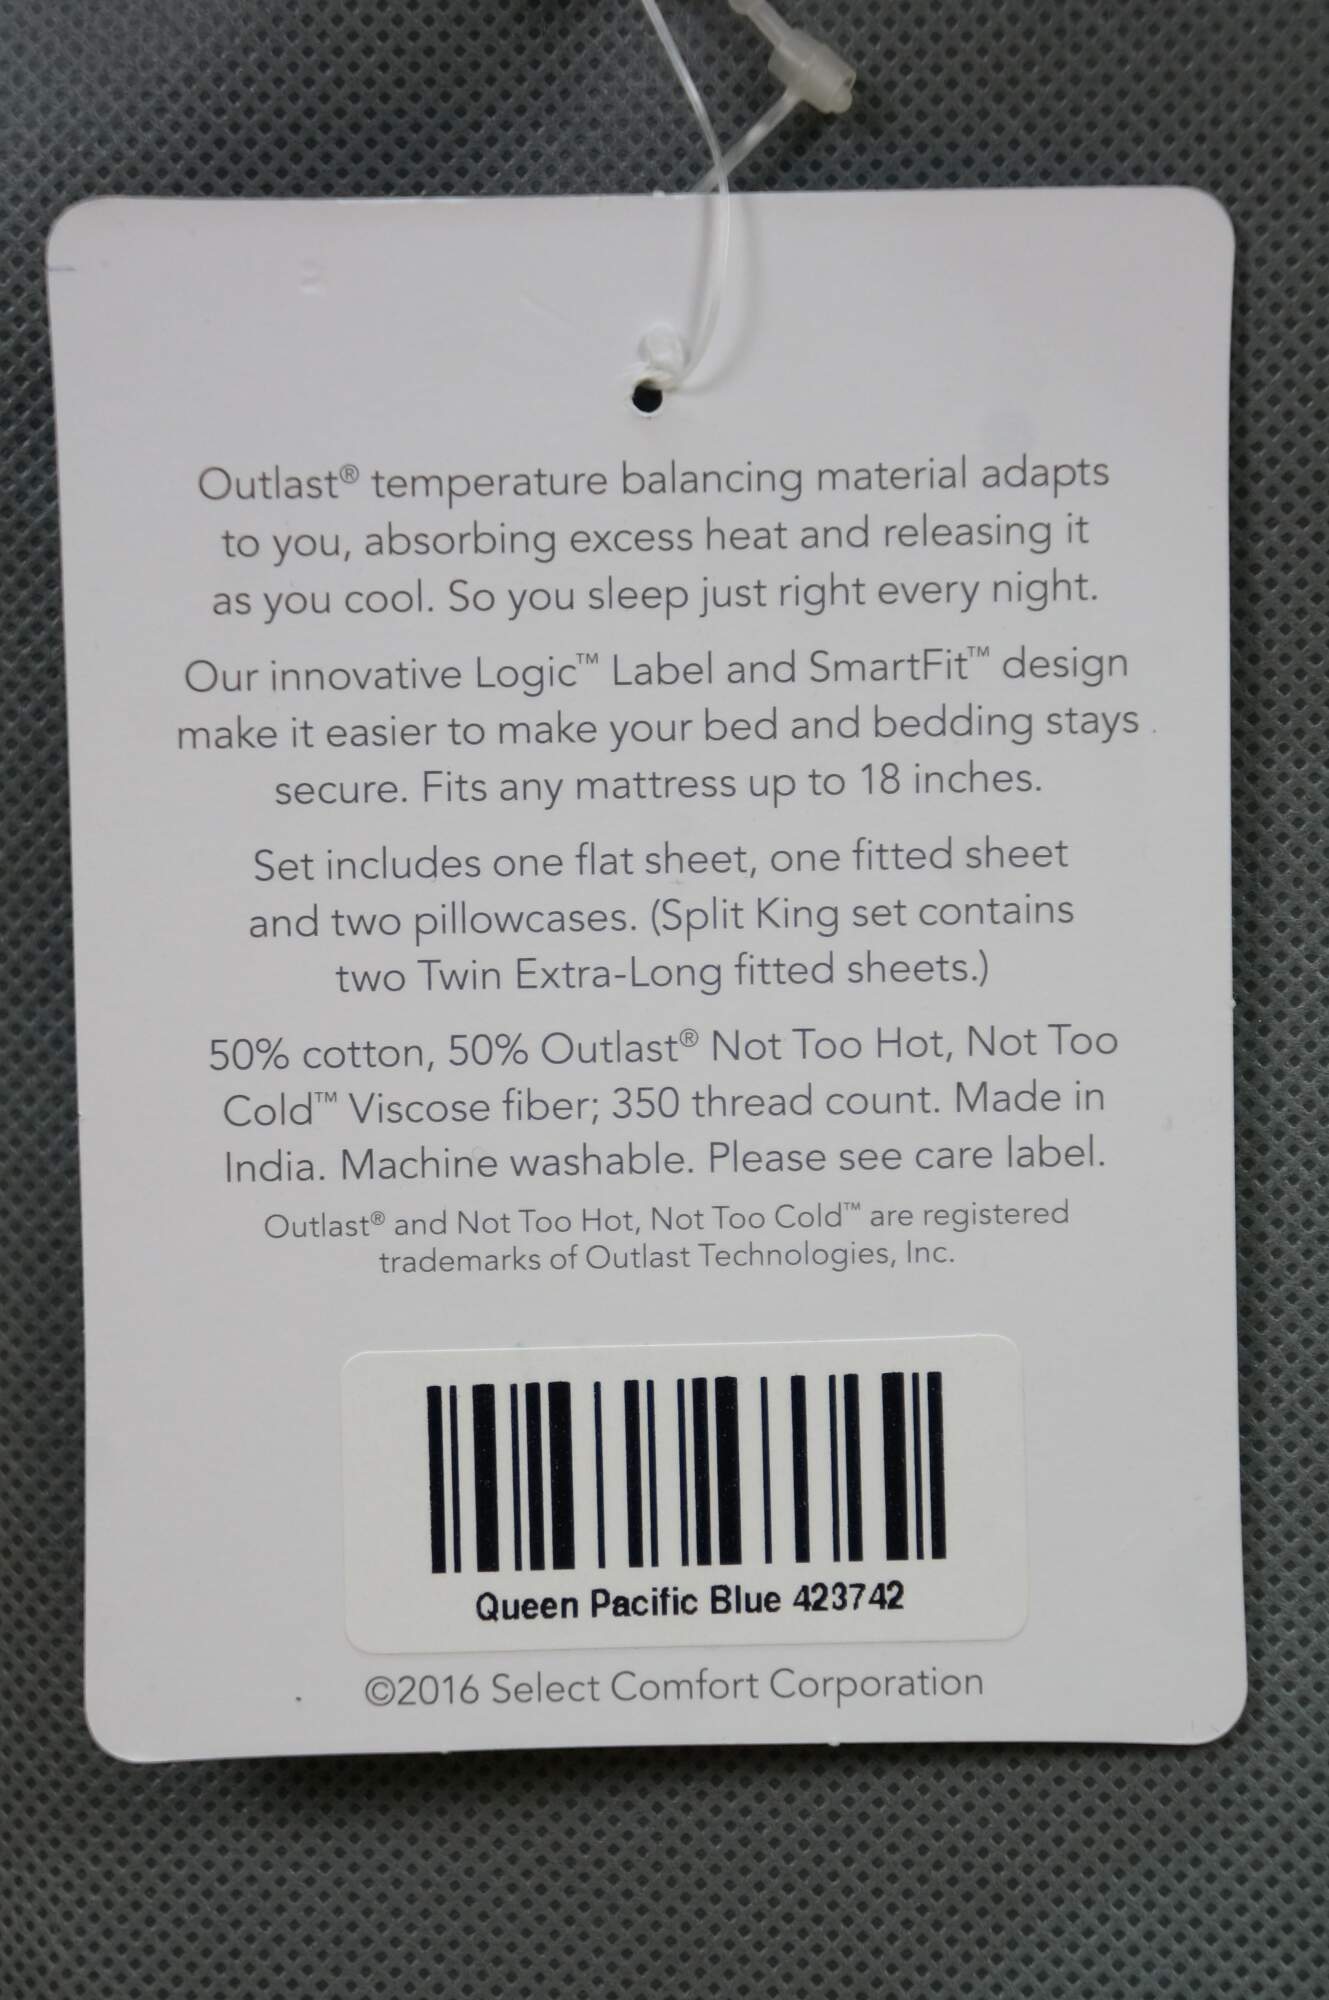 Outlast® temperature balancing material adapts
to you, absorbing excess heat and releasing it
as you cool. So you sleep just right every night.
Our innovative Logic™ Label and SmartFit™ design
make it easier to make your bed and bedding stays
secure. Fits any mattress up to 18 inches.
Set includes one flat sheet, one fitted sheet
and two pillowcases. (Split King set contains
two Twin Extra-Long fitted sheets.)
50% cotton, 50% Outlast® Not Too Hot, Not Too
Cold™ Viscose fiber; 350 thread count. Made in
India. Machine washable. Please see care label.
Outlast® and Not Too Hot, Not Too Cold™ are registered
trademarks of Outlast Technologies, Inc.
Queen Pacific Blue 423742
©2016 Select Comfort Corporation